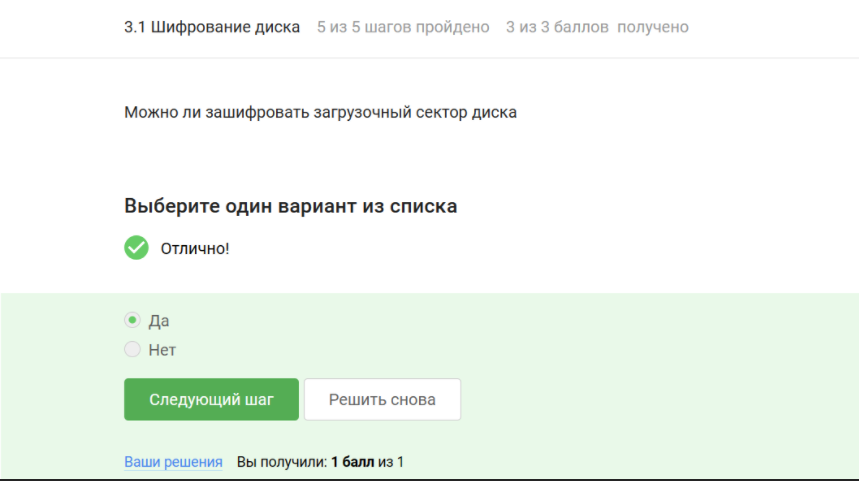 3.1 Шифрование диска 5 из 5 шагов пройдено 3 из 3 баллов получено
Можно ли зашифровать загрузочный сектор диска
Выберите один вариант из списка
Отлично!
Да
Нет
Следующий шаг Решить снова
Ваши решения Вы получили: 1 балл из 1